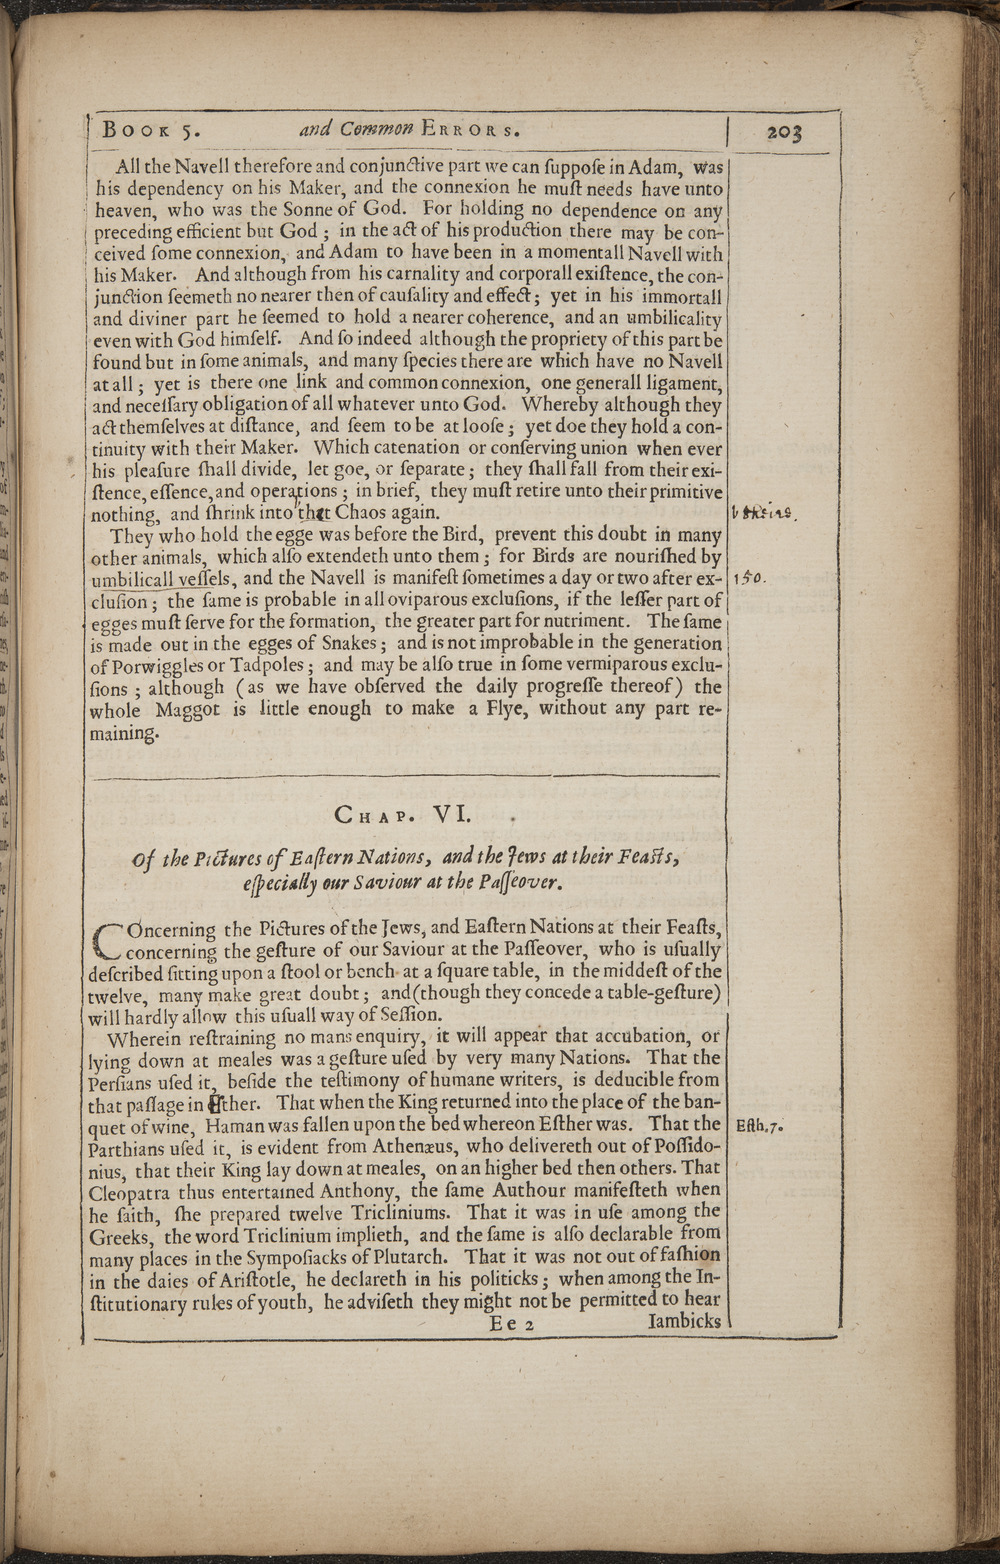 BOOK 5. and Common ERRORS. 203
All the Navell therefore and conjunctive part we can ſuppoſe in Adam, was
his dependency on his Maker, and the connexion he muſt needs have unto
heaven, who was the Sonne of God. For holding no dependence on any
preceding efficient but God ; in the act of his production there may be con-
ceived ſome connexion, and Adam to have been in a momentall Navell with
his Maker. And although from his carnality and corporall exiſtence, the con-
junction ſeemeth no nearer then of cauſality and effect ; yet in his immortall
and diviner part he ſeemed to hold a nearer coherence, and an umbilicality
even with God himſelf. And ſo indeed although the propriety of this part be
found but in ſome animals, and many ſpecies there are which have no Navell
at all ; yet is there one link and common connexion, one generall ligament,
and neceſſary obligation of all whatever unto God. Whereby although they
act themſelves at diſtance, and ſeem to be at looſe ; yet doe they hold a con-
tinuity with their Maker. Which catenation or conſerving union when ever
his pleaſure ſhall divide, let goe, or ſeparate ; they ſhall fall from their exi-
ſtence, eſſence, and operations ; in brief, they muſt retire unto their primitive
nothing, and ſhrink into that Chaos again.
They who hold the egge was before the Bird, prevent this doubt in many
other animals, which alſo extendeth unto them ; for Birds are nouriſhed by
umbilicall veſſels, and the Navell is manifeſt ſometimes a day or two after ex-
150.
cluſion ; the ſame is probable in all oviparous excluſions, if the leſſer part of
egges muſt ſerve for the formation, the greater part for nutriment. The ſame
is made out in the egges of Snakes ; and is not improbable in the generation
of Porwiggles or Tadpoles ; and may be alſo true in ſome vermiparous exclu-
ſions ; although (as we have obſerved the daily progreſſe thereof) the
whole Maggot is little enough to make a Flye, without any part re-
maining.
CHAP. VI.
Of the Pictures of Eaſtern Nations, and the Jews at their Feaſts,
eſpecially our Saviour at the Paſſeover.
COncerning the Pictures of the Jews, and Eaſtern Nations at their Feaſts,
concerning the geſture of our Saviour at the Paſſeover, who is uſually
deſcribed ſitting upon a ſtool or bench at a ſquare table, in the middeſt of the
twelve, many make great doubt ; and (though they concede a table-geſture)
will hardly allow this uſuall way of Seſſion.
Wherein reſtraining no mans enquiry, it will appear that accubation, or
lying down at meales was a geſture uſed by very many Nations. That the
Perſians uſed it, beſide the teſtimony of humane writers, is deducible from
that paſſage in Eſther. That when the King returned into the place of the ban-
quet of wine, Haman was fallen upon the bed whereon Eſther was. That the
Eſth. 7.
Parthians uſed it, is evident from Athenæus, who delivereth out of Poſſido-
nius, that their King lay down at meales, on an higher bed then others. That
Cleopatra thus entertained Anthony, the ſame Authour manifeſteth when
he ſaith, ſhe prepared twelve Tricliniums. That it was in uſe among the
Greeks, the word Triclinium implieth, and the ſame is alſo declarable from
many places in the Sympoſiacks of Plutarch. That it was not out of faſhion
in the daies of Ariſtotle, he declareth in his politicks ; when among the In-
ſtitutionary rules of youth, he adviſeth they might not be permitted to hear
Ee 2 Iambicks